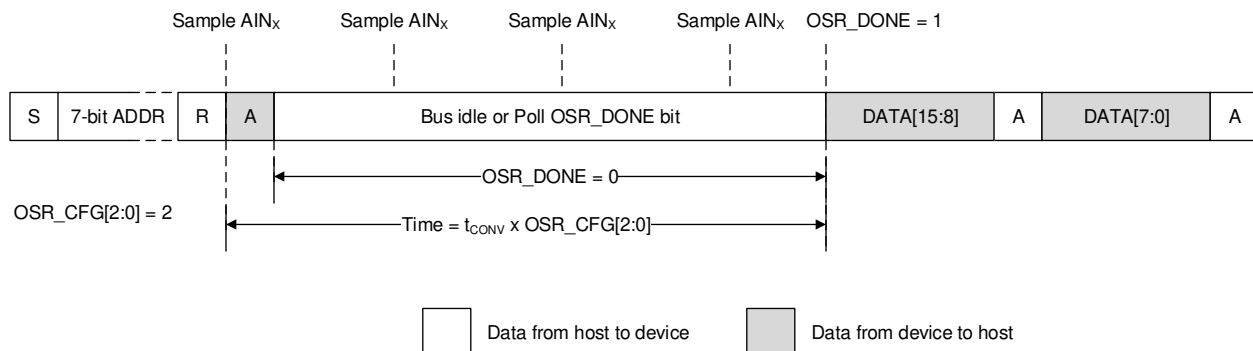 Sample AINX Sample AINX Sample AINX Sample AINX OSR_DONE = 1
S 7-bit ADDR R A Bus idle or Poll OSR_DONE bit DATA[15:8] A DATA[7:0] A
OSR_DONE = 0
OSR_CFG[2:0] = 2
Time = tCONV x OSR_CFG[2:0]
Data from host to device Data from device to host